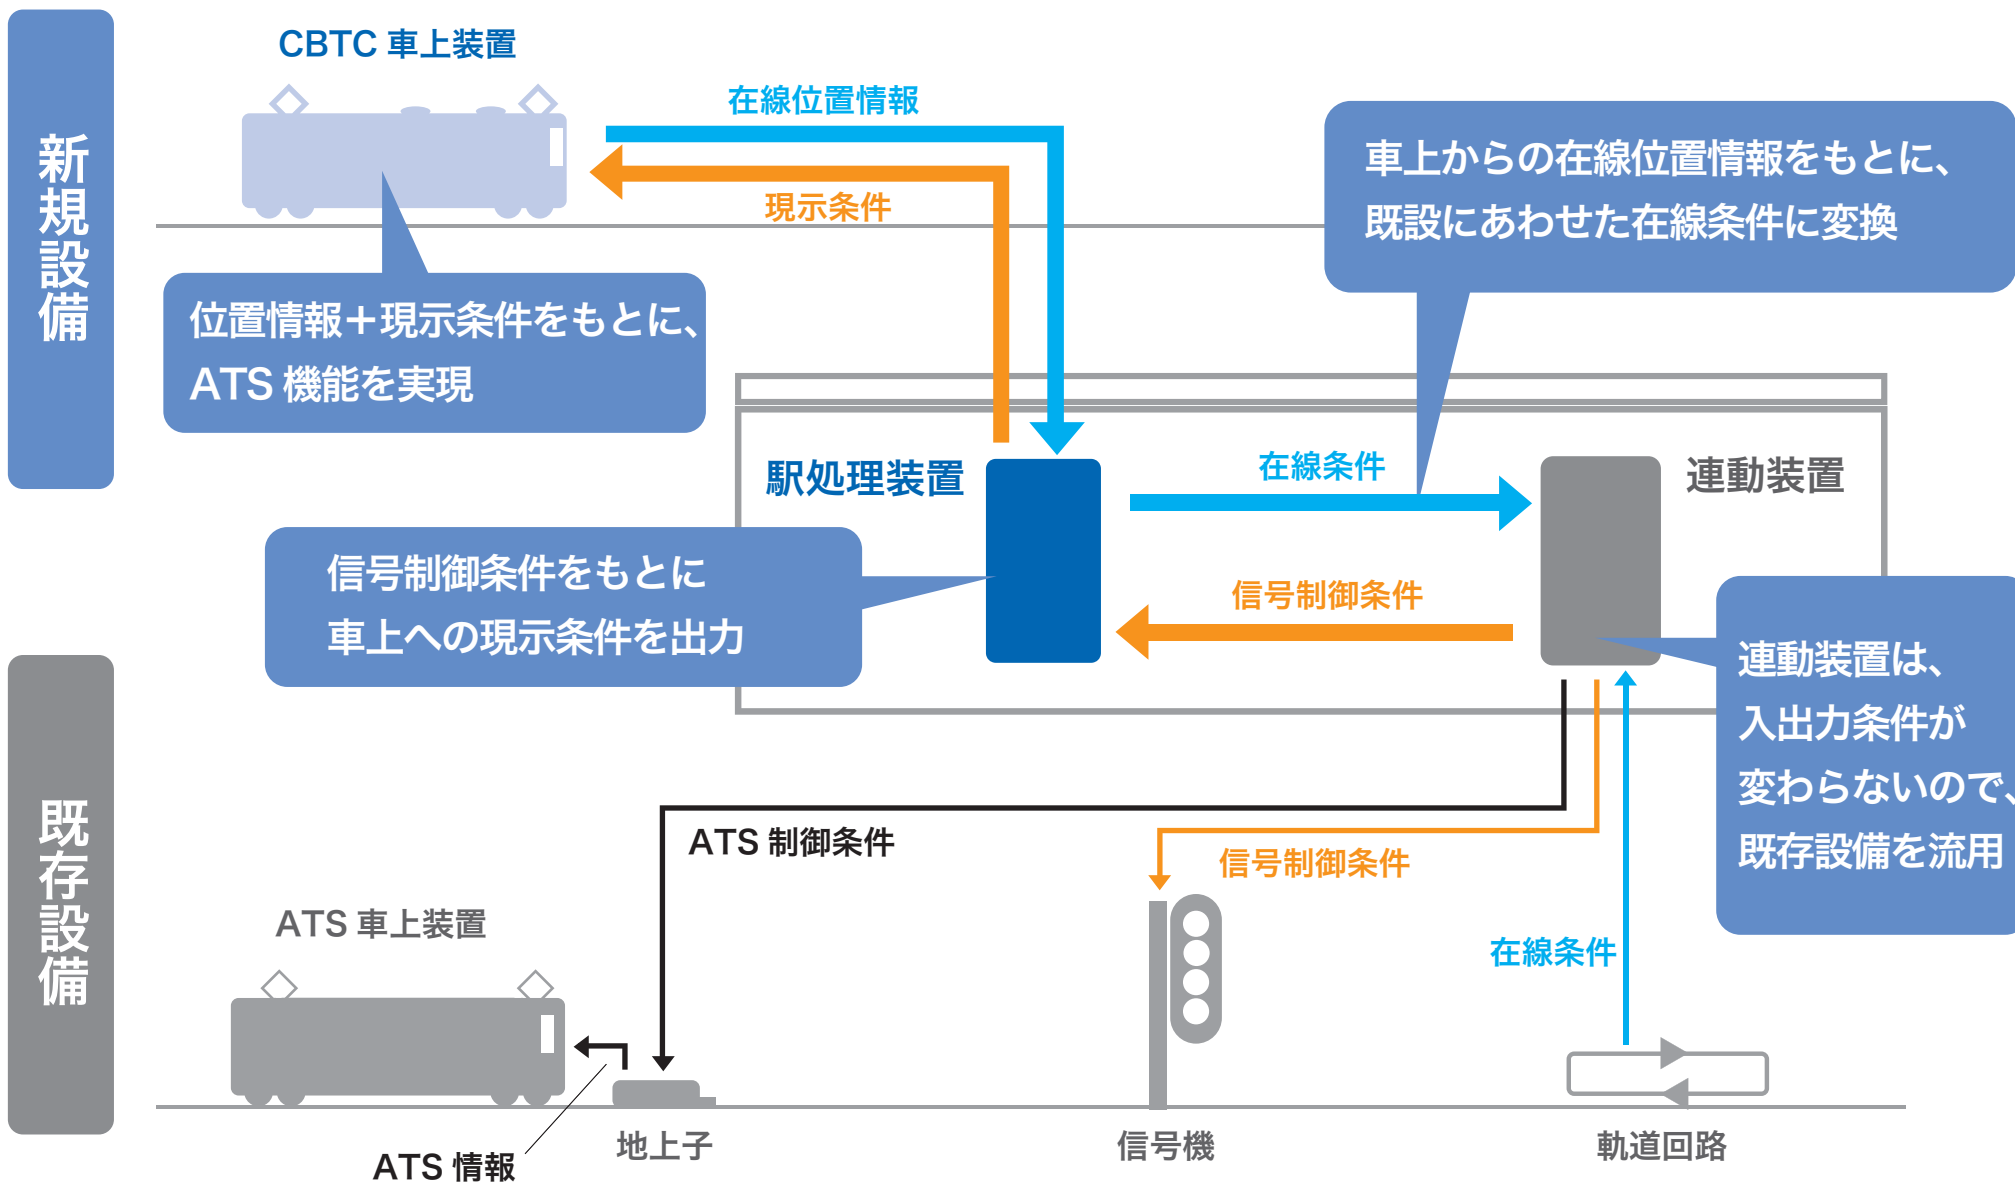 新規設備
CBTC 車上装置
在線位置情報
現示条件
車上からの在線位置情報をもとに、
既設にあわせた在線条件に変換
位置情報＋現示条件をもとに、
ATS 機能を実現
駅処理装置
在線条件
連動装置
信号制御条件をもとに
車上への現示条件を出力
信号制御条件
連動装置は、
入出力条件が
変わらないので、
既存設備を流用
既存設備
ATS 制御条件
信号制御条件
ATS 車上装置
在線条件
ATS 情報
地上子
信号機
軌道回路